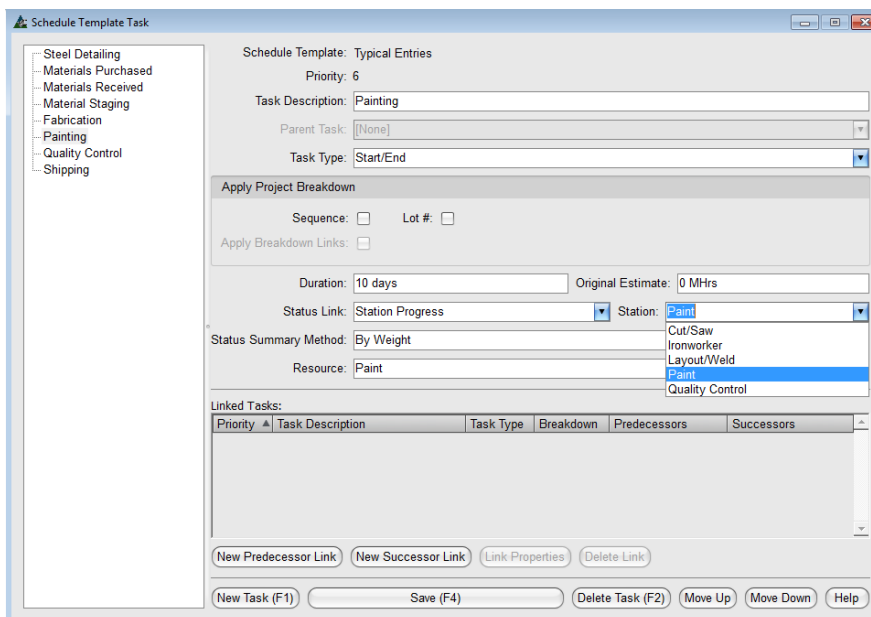 Schedule Template Task
Steel Detailing
Materials Purchased
Materials Received
Material Staging
Fabrication
Painting
Quality Control
Shipping
Schedule Template: Typical Entries
Priority: 6
Task Description: Painting
Parent Task: [None]
Task Type: Start/End
Apply Project Breakdown
Sequence: Lot #:
Apply Breakdown Links:
Duration: 10 days Original Estimate: 0 MHrs
Status Link: Station Progress Station: Paint
Cut/Saw
Ironworker
Layout/Weld
Paint
Quality Control
Status Summary Method: By Weight
Resource: Paint
Linked Tasks:
Priority Task Description Task Type Breakdown Predecessors Successors
New Predecessor Link New Successor Link Link Properties Delete Link
New Task (F1) Save (F4) Delete Task (F2) Move Up Move Down Help